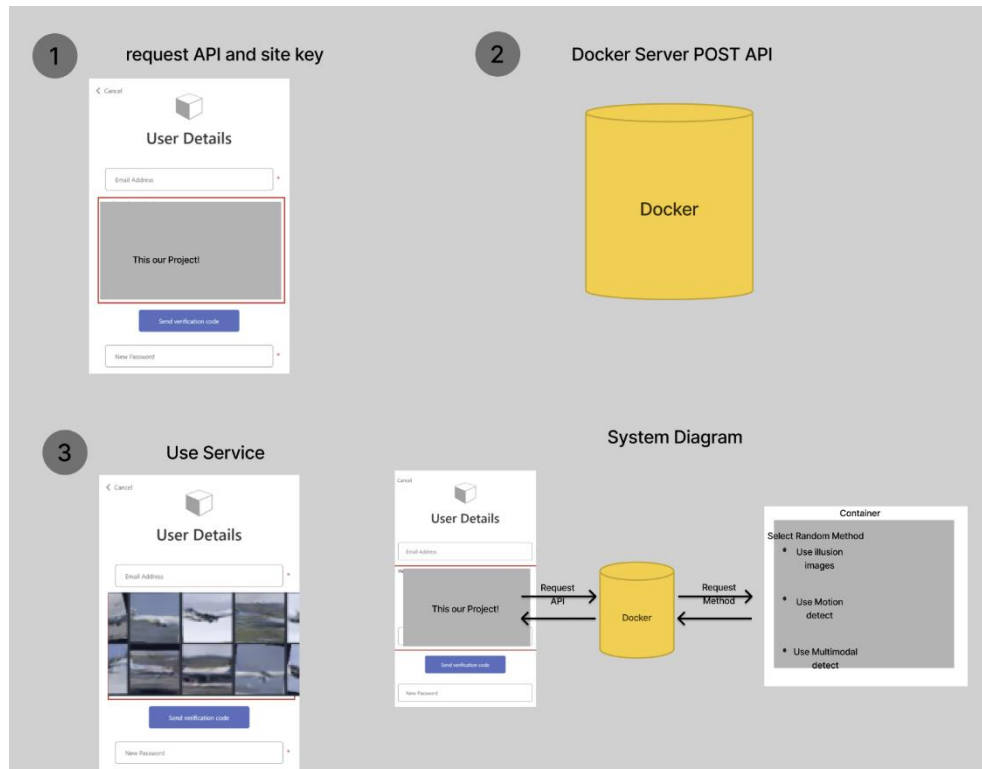 1
request API and site key
Cancel
User Details
Email Address
*
This our Project!
Send verification code
New Password
*
2
Docker Server POST API
Docker
3
Use Service
Cancel
User Details
Email Address
*
Send verification code
New Password
*
System Diagram
Cancel
User Details
Email Address
This our Project!
Send verification code
New Password
Request
API
Docker
Request
Method
Container
Select Random Method
• Use illusion
images
• Use Motion
detect
• Use Multimodal
detect